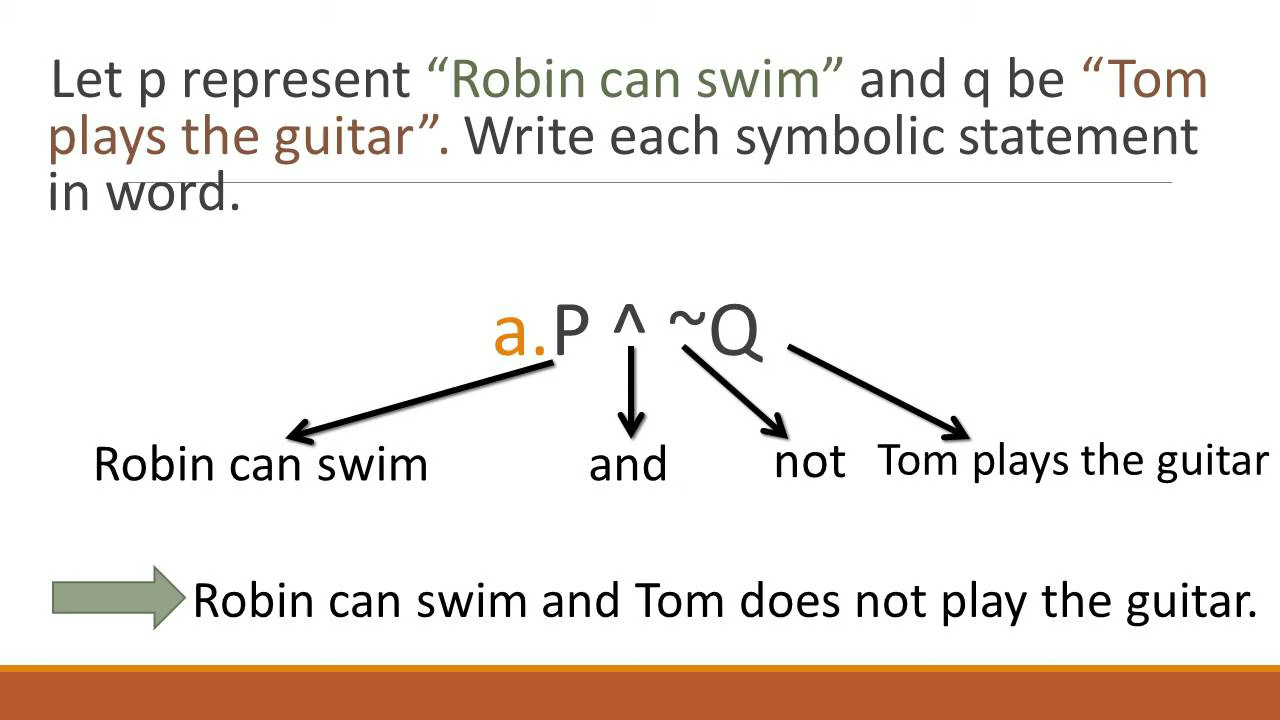 Let p represent “Robin can swim” and q be “Tom
plays the guitar”. Write each symbolic statement
in word.
a.P ^ ~Q
Robin can swim and not Tom plays the guitar
Robin can swim and Tom does not play the guitar.